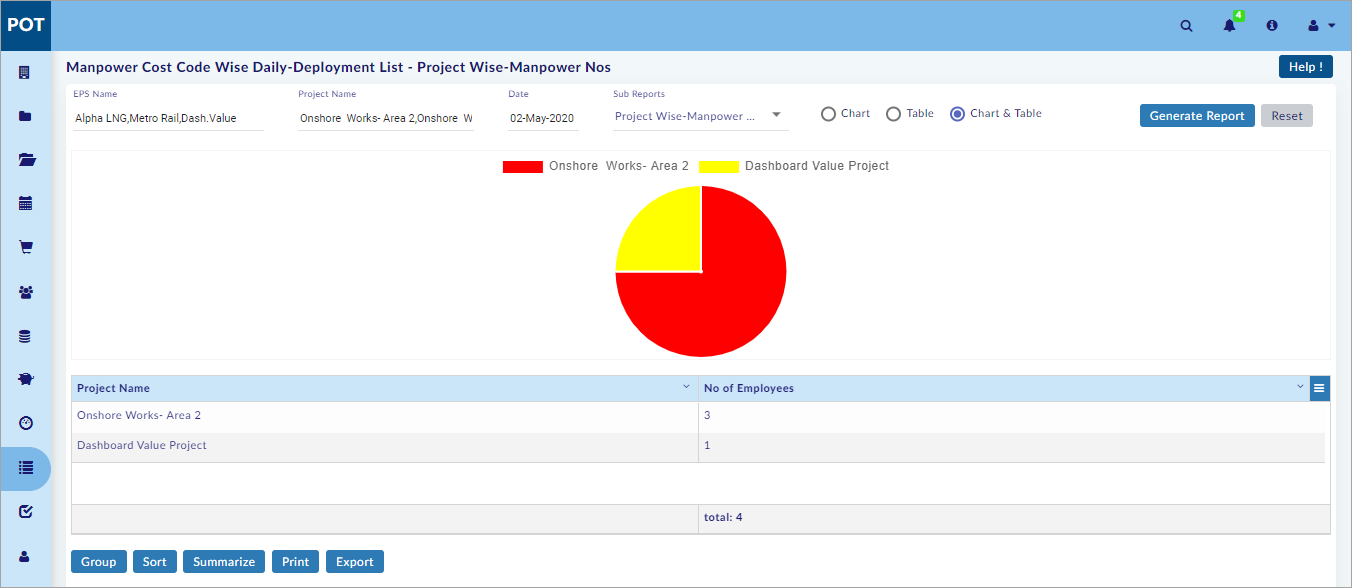 POT
4
Manpower Cost Code Wise Daily-Deployment List - Project Wise-Manpower Nos
Help !
EPS Name
Project Name
Date
Sub Reports
Alpha LNG,Metro Rail,Dash.Value
Onshore  Works- Area 2,Onshore  W
02-May-2020
Project Wise-Manpower ...
Chart
Table
Chart & Table
Generate Report
Reset
Onshore  Works- Area 2
Dashboard Value Project
Project Name
No of Employees
Onshore Works- Area 2
3
Dashboard Value Project
1
total: 4
Group
Sort
Summarize
Print
Export